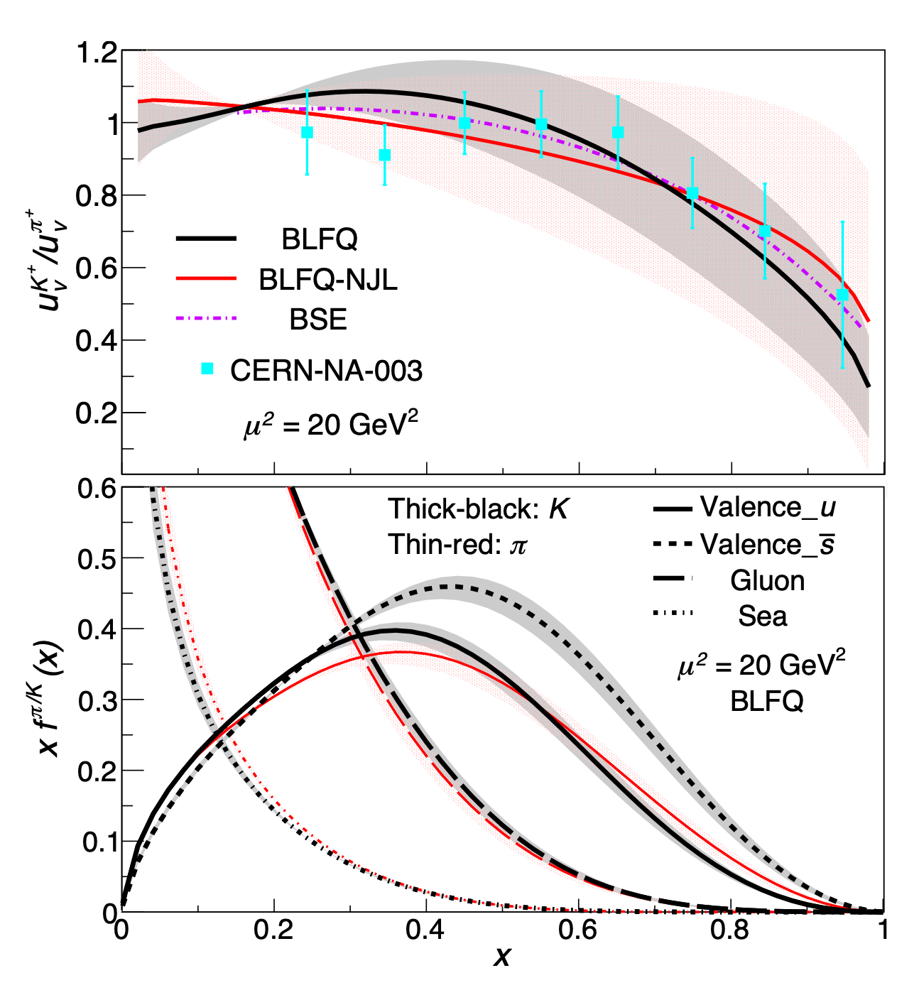 1.2
1
0.8
0.6
0.4
0.2
u_v^{K^+}/u_v^{π^+}
BLFQ
BLFQ-NJL
BSE
CERN-NA-003
μ² = 20 GeV²
0.6
0.5
0.4
0.3
0.2
0.1
0
x f^{π/K}(x)
Thick-black: K
Thin-red: π
Valence_u
Valence_s̅
Gluon
Sea
μ² = 20 GeV²
BLFQ
0 0.2 0.4 0.6 0.8 1
x